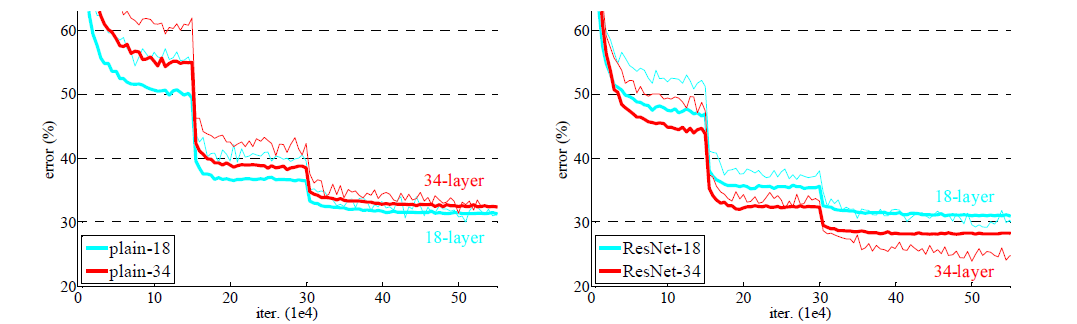 60
50
40
30
20
error (%)
34-layer
18-layer
plain-18
plain-34
0
10
20
30
40
50
iter. (1e4)
60
50
40
30
20
error (%)
18-layer
34-layer
ResNet-18
ResNet-34
0
10
20
30
40
50
iter. (1e4)